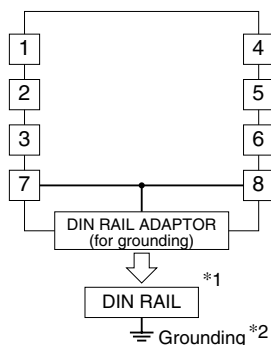 1 4
2 5
3 6
7 8
DIN RAIL ADAPTOR
(for grounding)
*1
DIN RAIL
Grounding *2